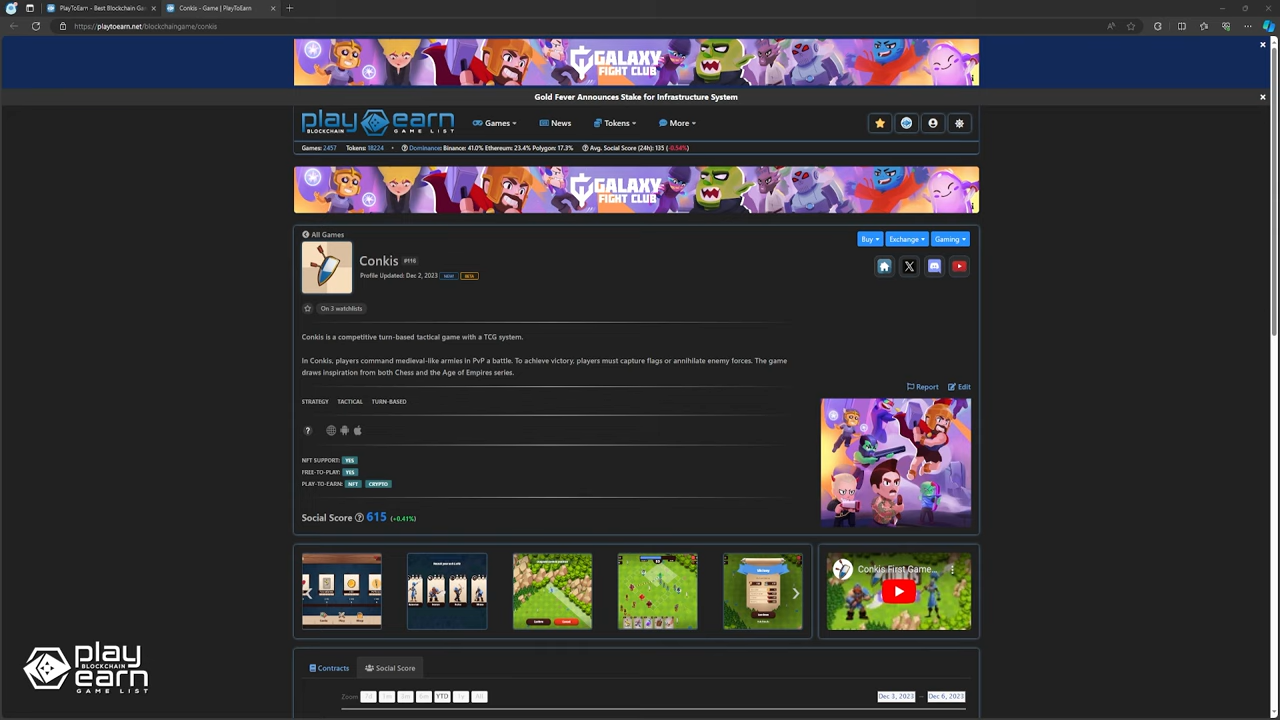 PlayToEarn - Best Blockchain Ga
Conkis - Game | PlayToEarn
https://playtoearn.net/blockchaingame/conkis
GALAXY FIGHT CLUB
Gold Fever Announces Stake for Infrastructure System
play earn
BLOCKCHAIN GAME LIST
Games
News
Tokens
More
Games: 2457 Tokens: 18224 • Dominance: Binance: 41.0% Ethereum: 23.4% Polygon: 17.3% Avg. Social Score (24h): 135 (-0.54%)
GALAXY FIGHT CLUB
All Games
Buy
Exchange
Gaming
Conkis #116
Profile Updated: Dec 2, 2023 NEW BETA
On 3 watchlists
Conkis is a competitive turn-based tactical game with a TCG system.
In Conkis, players command medieval-like armies in PvP a battle. To achieve victory, players must capture flags or annihilate enemy forces. The game
draws inspiration from both Chess and the Age of Empires series.
Report Edit
STRATEGY TACTICAL TURN-BASED
NFT SUPPORT: YES
FREE-TO-PLAY: YES
PLAY-TO-EARN: NFT CRYPTO
Social Score 615 (+0.41%)
Conkis First Game...
Contracts
Social Score
Zoom
YTD
All
Dec 3, 2023 – Dec 6, 2023
play earn
BLOCKCHAIN
GAME LIST